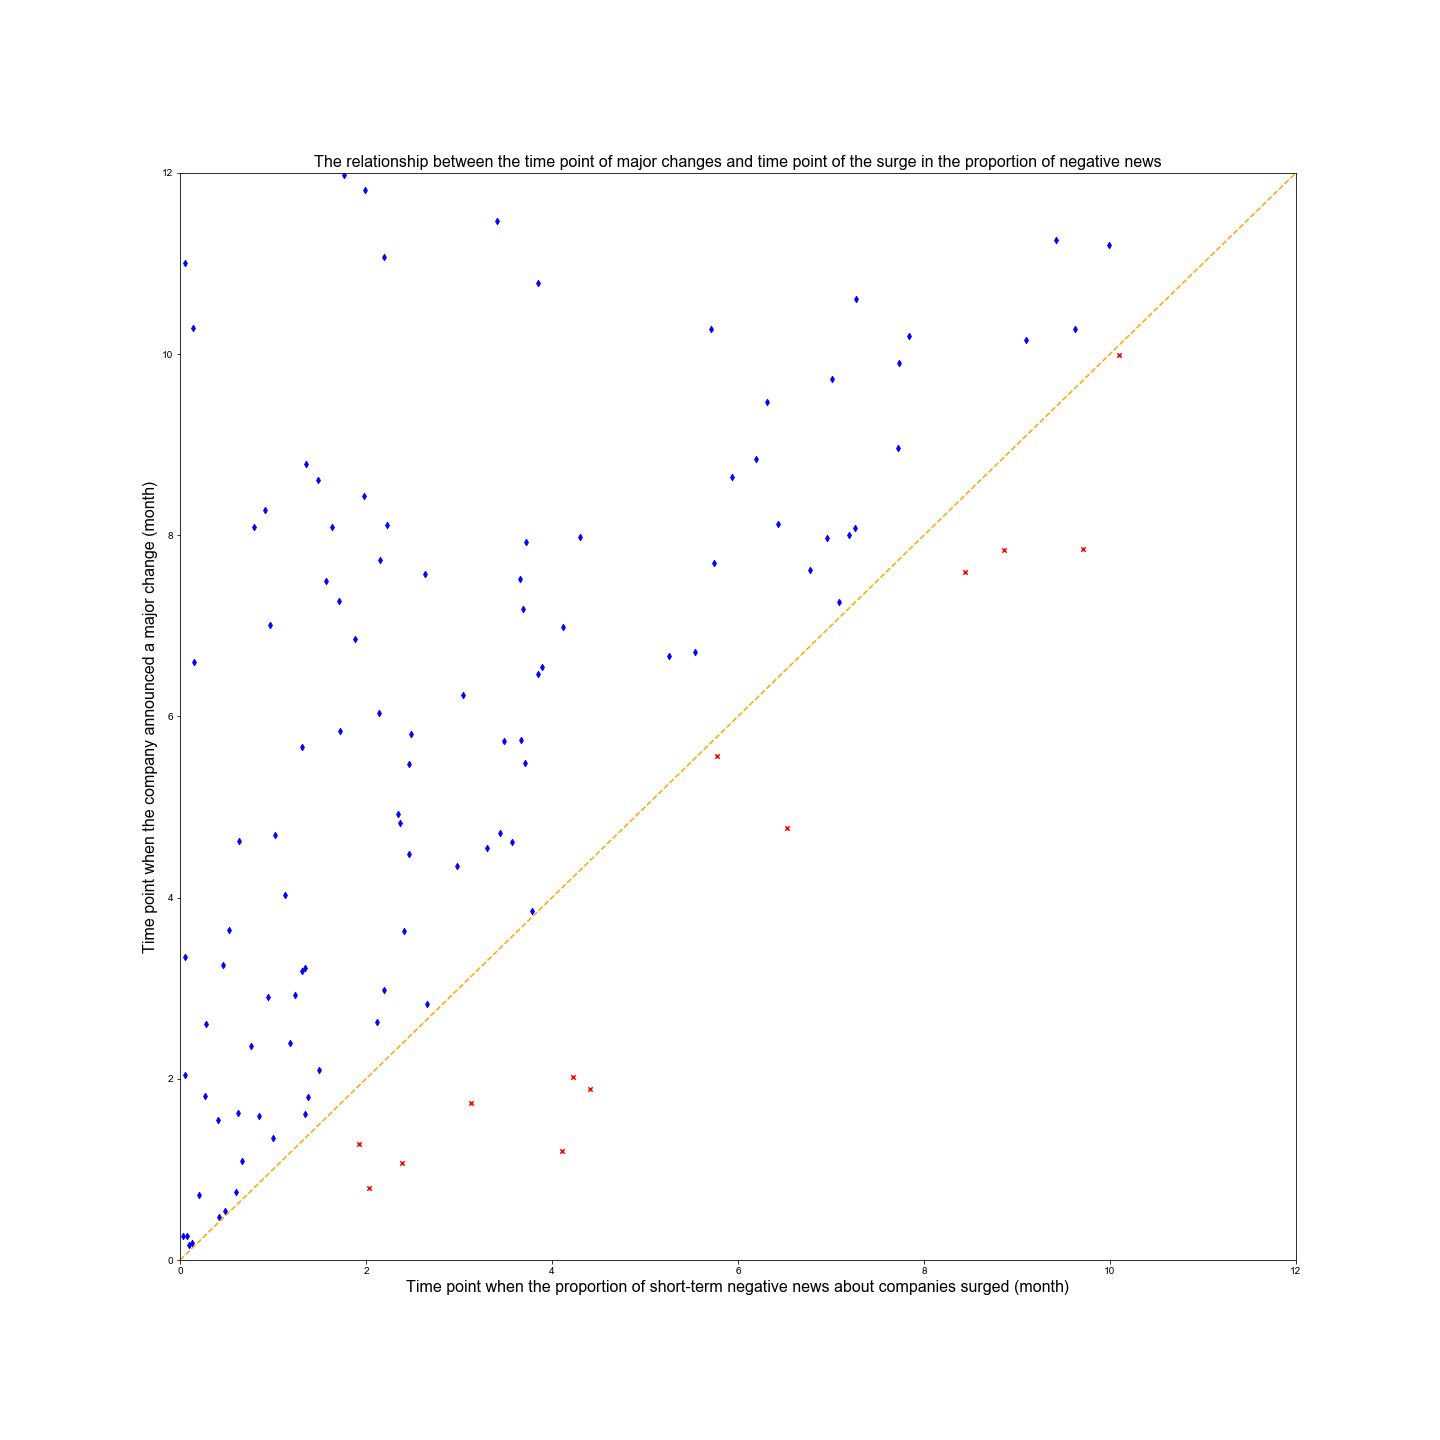 The relationship between the time point of major changes and time point of the surge in the proportion of negative news
12
10
8
6
4
2
0
Time point when the company announced a major change (month)
0 2 4 6 8 10 12
Time point when the proportion of short-term negative news about companies surged (month)